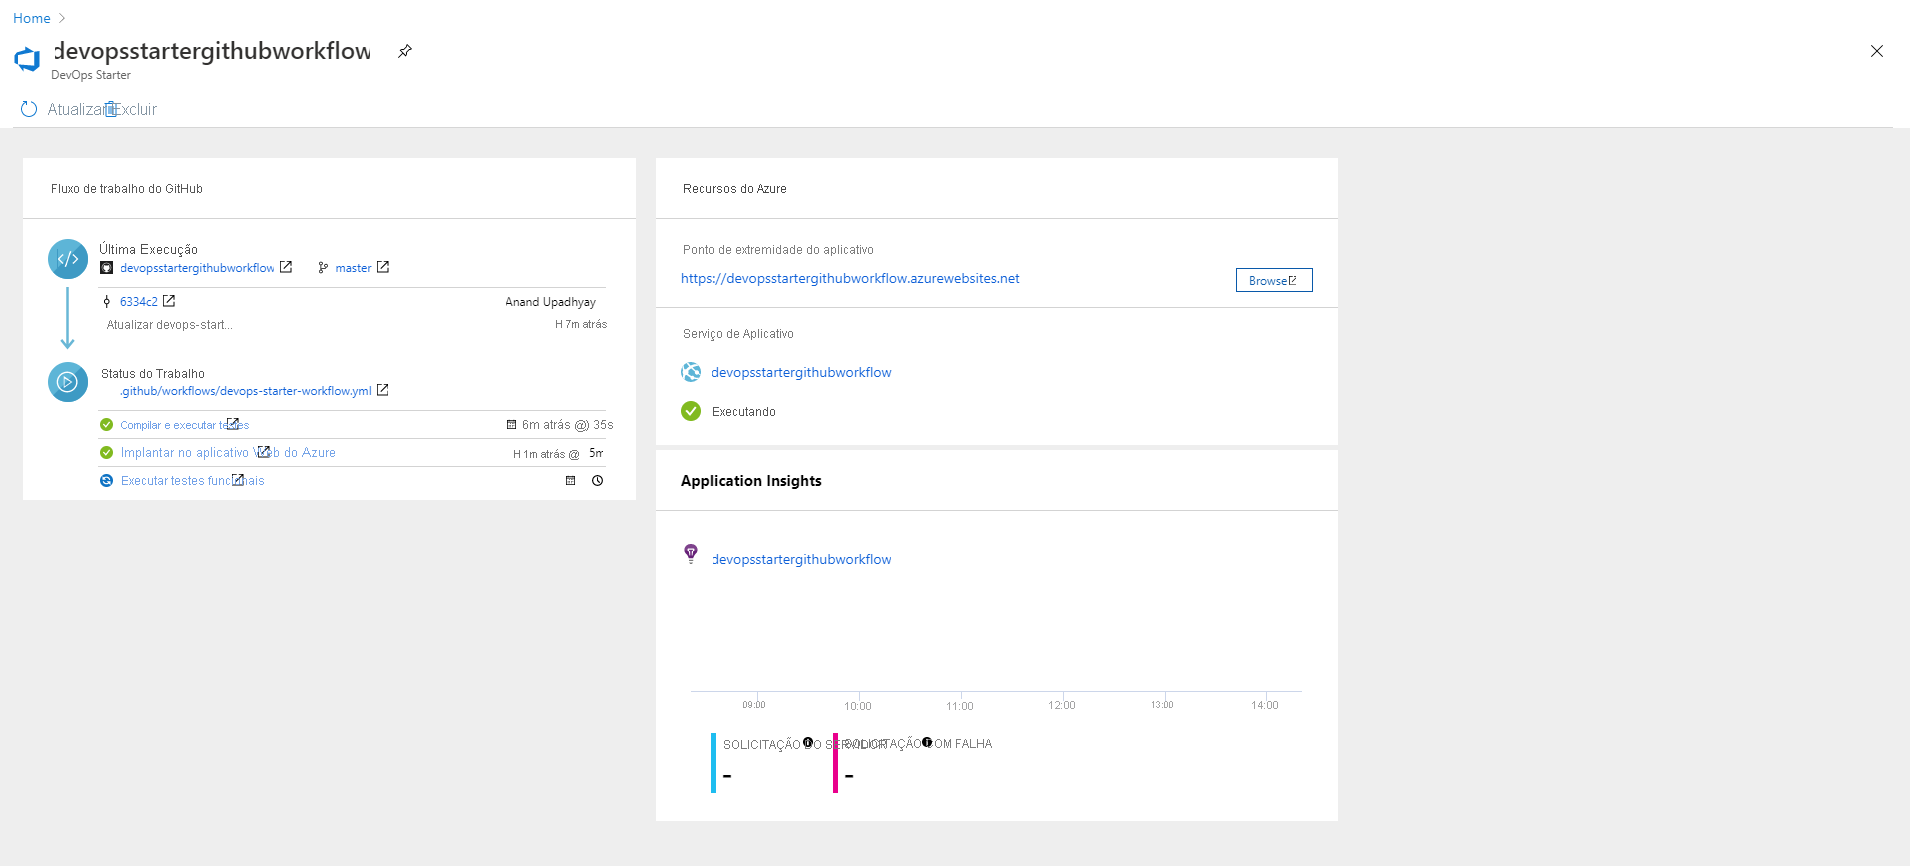 Home
devopsstartergithubworkflow
DevOps Starter
Atualizar Excluir
Fluxo de trabalho do GitHub
Última Execução
devopsstartergithubworkflow master
6334c2 Anand Upadhyay
Atualizar devops-start... H 7m atrás
Status do Trabalho
.github/workflows/devops-starter-workflow.yml
Compilar e executar testes 6m atrás @) 35s
Implantar no aplicativo Web do Azure H 1m atrás @ 5m
Executar testes funcionais
Recursos do Azure
Ponto de extremidade do aplicativo
https://devopsstartergithubworkflow.azurewebsites.net Browse
Serviço de Aplicativo
devopsstartergithubworkflow
Executando
Application Insights
devopsstartergithubworkflow
09:00 10:00 11:00 12:00 13:00 14:00
SOLICITAÇÃO DO SERVIDOR SOLICITAÇÃO COM FALHA
- -